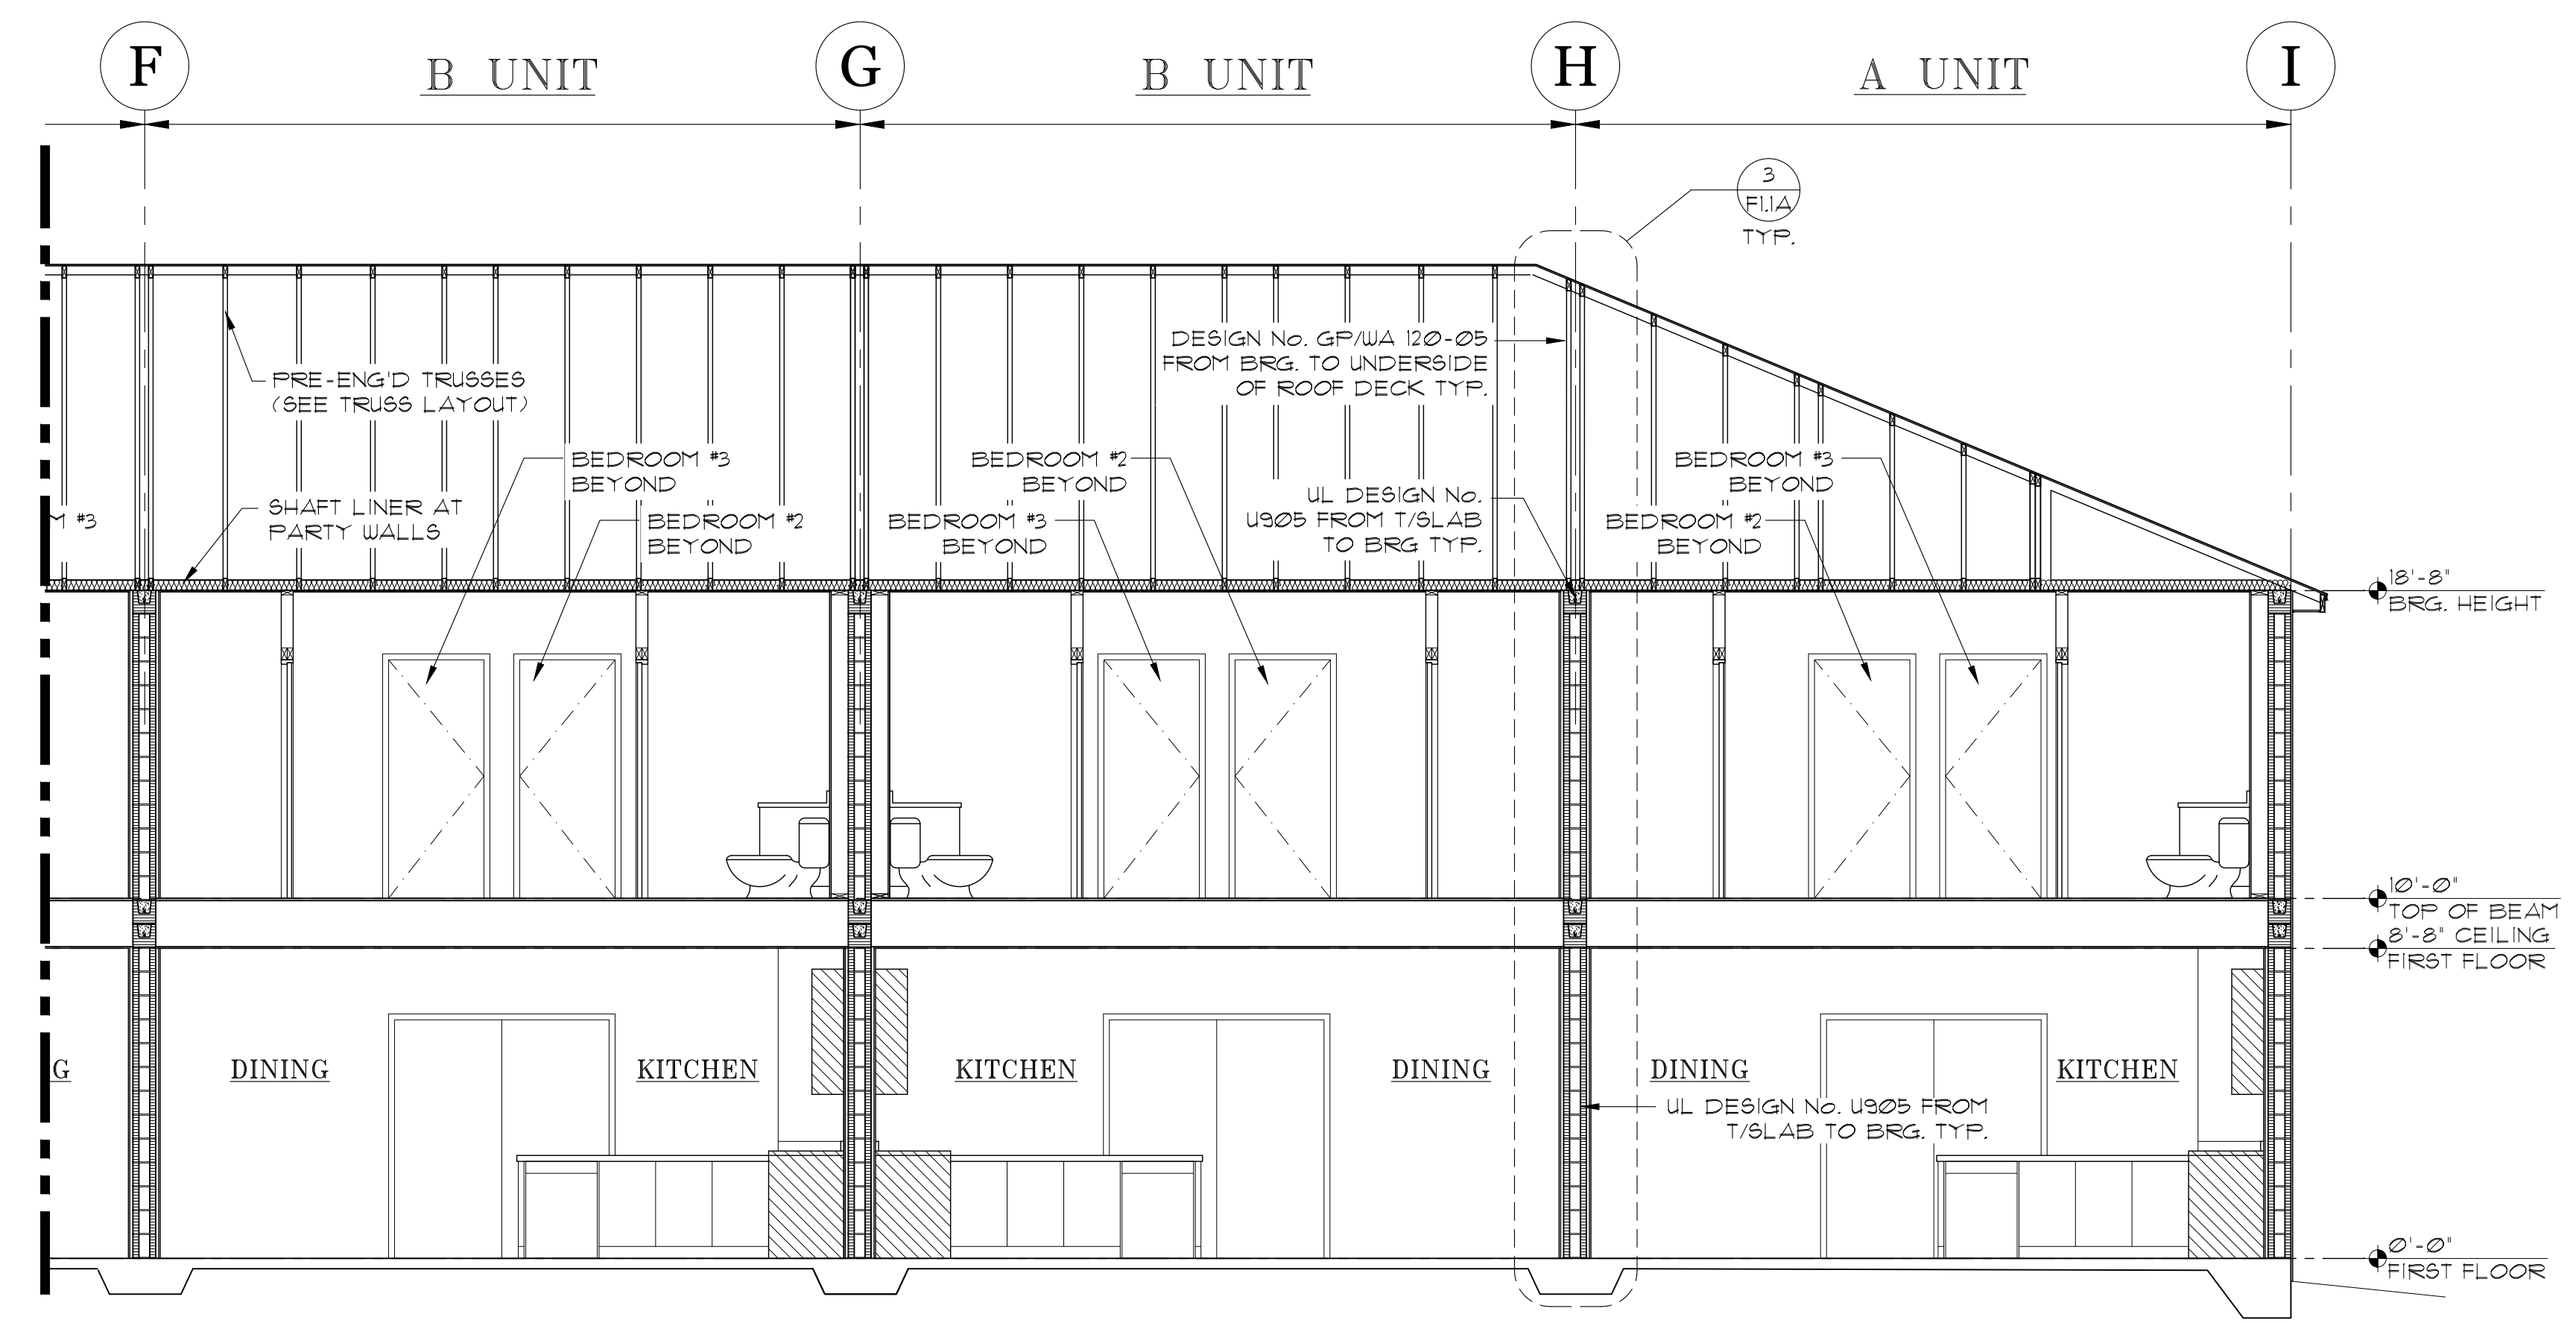 F
B UNIT
G
B UNIT
H
A UNIT
I
3
F1.1A
TYP.
DESIGN No. GP/WA 120-05
FROM BRG. TO UNDERSIDE
OF ROOF DECK TYP.
PRE-ENG'D TRUSSES
(SEE TRUSS LAYOUT)
BEDROOM #3
BEYOND
BEDROOM #2
BEYOND
BEDROOM #3
BEYOND
SHAFT LINER AT
PARTY WALLS
M #3
BEDROOM #2
BEYOND
BEDROOM #3
BEYOND
UL DESIGN No.
U905 FROM T/SLAB
TO BRG TYP.
BEDROOM #2
BEYOND
18'-8"
BRG. HEIGHT
10'-0"
TOP OF BEAM
8'-8" CEILING
FIRST FLOOR
G
DINING
KITCHEN
KITCHEN
DINING
DINING
KITCHEN
UL DESIGN No. U905 FROM
T/SLAB TO BRG. TYP.
0'-0"
FIRST FLOOR